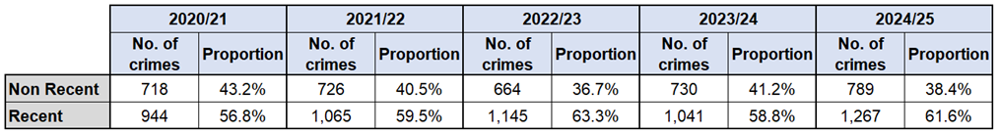 2020/21 2021/22 2022/23 2023/24 2024/25
No. of crimes Proportion No. of crimes Proportion No. of crimes Proportion No. of crimes Proportion No. of crimes Proportion
Non Recent 718 43.2% 726 40.5% 664 36.7% 730 41.2% 789 38.4%
Recent 944 56.8% 1,065 59.5% 1,145 63.3% 1,041 58.8% 1,267 61.6%